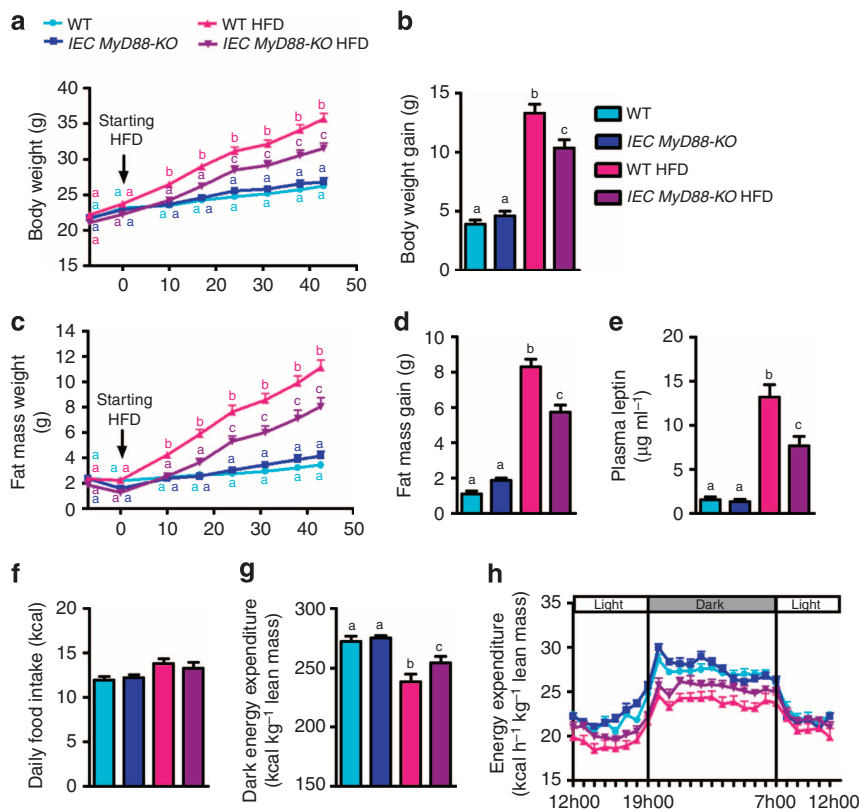 a
WT
WT HFD
IEC MyD88-KO
IEC MyD88-KO HFD
Body weight (g)
40
35
30
25
20
15
Starting
HFD
a a b b b b b b
a a a c c c c
a a a a a a a a
a
0 10 20 30 40 50
b
Body weight gain (g)
15
10
5
0
a a b c
WT
IEC MyD88-KO
WT HFD
IEC MyD88-KO HFD
c
Fat mass weight
(g)
14
12
10
8
6
4
2
0
Starting
HFD
a a a b b b b b b
a a a a c c c c
a a a a a a a a
0 10 20 30 40 50
d
Fat mass gain (g)
10
8
6
4
2
0
a a b c
e
Plasma leptin
(µg ml⁻¹)
20
15
10
5
0
a a b c
f
Daily food intake (kcal)
20
15
10
5
0
g
Dark energy expenditure
(kcal kg⁻¹ lean mass)
300
250
200
150
a a b c
h
Energy expenditure
(kcal h⁻¹ kg⁻¹ lean mass)
35
30
25
20
15
Light Dark Light
12h00 19h00 7h00 12h00